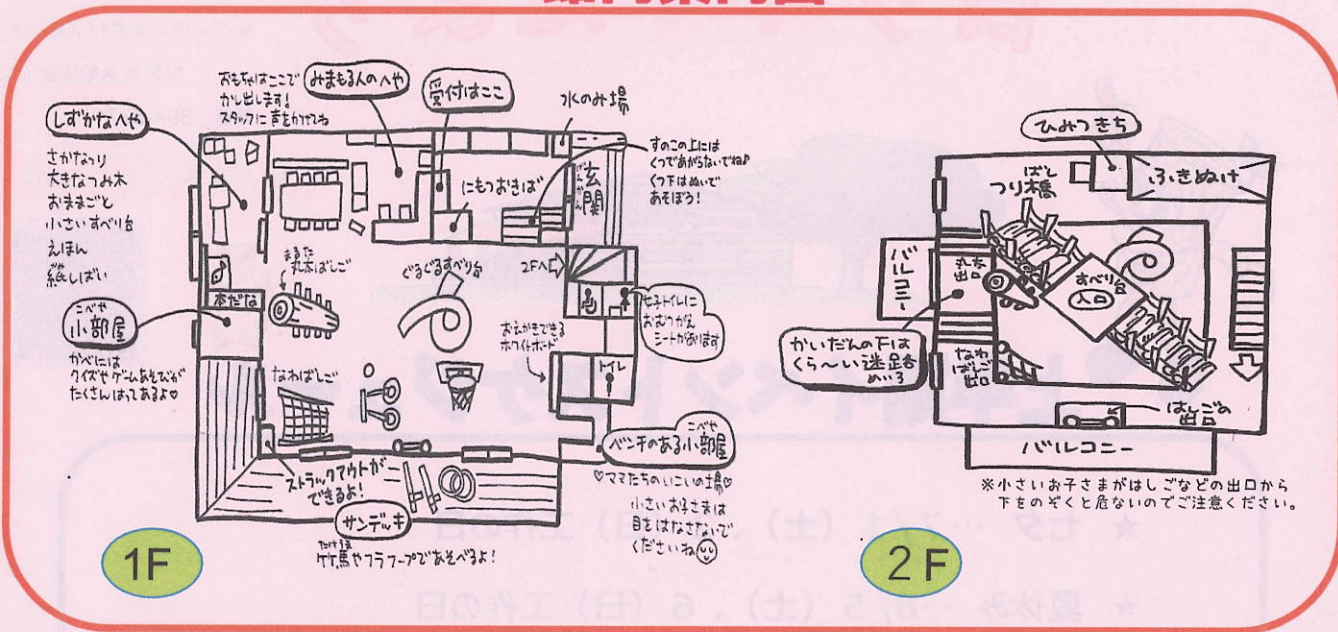 館内案内図
おもちゃはここで
かし出します！
スタッフに声をかけてね
みまもる人のへや
受付はここ
水のみ場
しずかなへや
さかなつり
大きなつみ木
おままごと
小さいすべり台
えほん
紙しばい
すのこの上には
くつであがらないでね♪
くつ下はぬいで
あそぼう！
にもつおきば
げんかん
玄関
まるた
丸木ばしご
ぐるぐるすべり台
2Fへ
本だな
こべや
小部屋
かべには
クイズやゲームあそびが
たくさんはってあるよ♡
女子トイレに
おむつかえ
シートがあります
おえかきできる
ホワイトボード
トイレ
なわばしご
こべや
ベンチのある小部屋
♡ママたちのいこいの場♡
小さいお子さまは
目をはなさないで
くださいね
ストラックアウトが
できるよ！
サンデッキ
たけうま
竹馬やフラフープであそべるよ！
1F
ひみつきち
ふきぬけ
ばし
つり橋
バルコニー
丸太
出口
すべり台
入口
かいだんの下は
くら〜い迷路
めいろ
なわ
ばしご
出口
はしごの
出口
バルコニー
※小さいお子さまがはしごなどの出口から
下をのぞくと危ないのでご注意ください。
2F